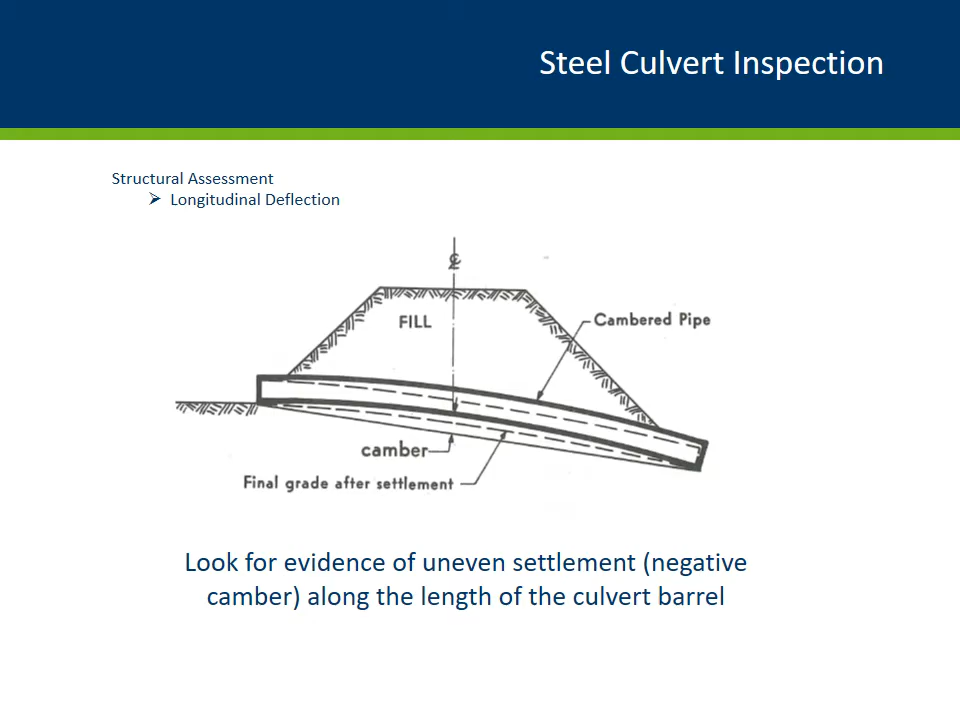 Steel Culvert Inspection
Structural Assessment
➢ Longitudinal Deflection
℄
FILL
Cambered Pipe
camber
Final grade after settlement
Look for evidence of uneven settlement (negative
camber) along the length of the culvert barrel